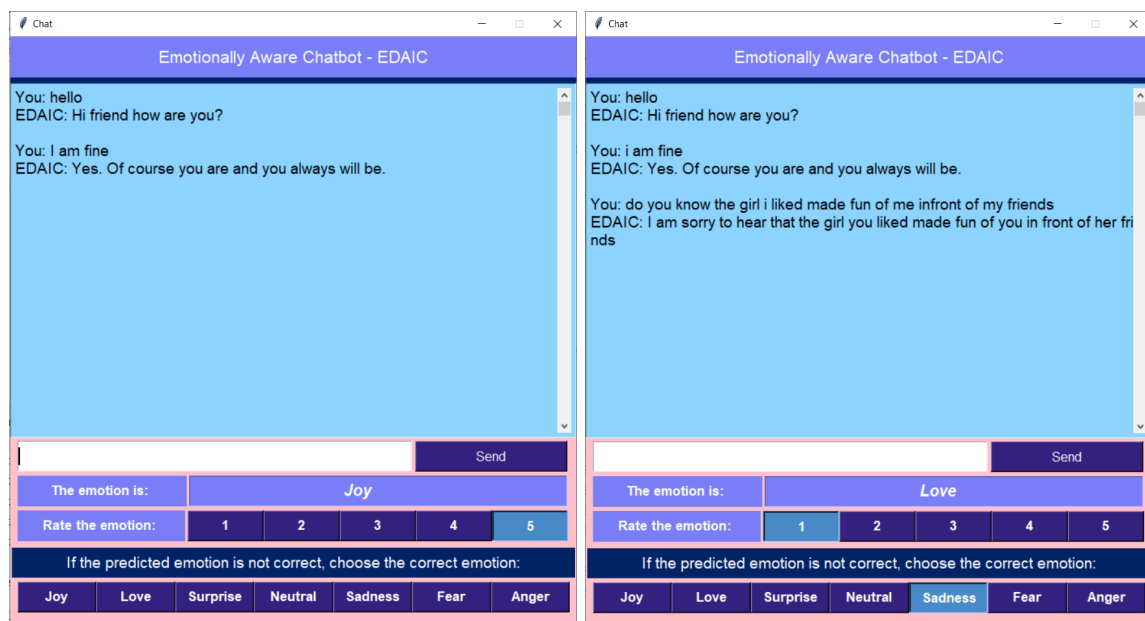 Chat
Emotionally Aware Chatbot - EDAIC
You: hello
EDAIC: Hi friend how are you?
You: I am fine
EDAIC: Yes. Of course you are and you always will be.
Send
The emotion is:
Joy
Rate the emotion:
1 2 3 4 5
If the predicted emotion is not correct, choose the correct emotion:
Joy Love Surprise Neutral Sadness Fear Anger
Chat
Emotionally Aware Chatbot - EDAIC
You: hello
EDAIC: Hi friend how are you?
You: i am fine
EDAIC: Yes. Of course you are and you always will be.
You: do you know the girl i liked made fun of me infront of my friends
EDAIC: I am sorry to hear that the girl you liked made fun of you in front of her fri
nds
Send
The emotion is:
Love
Rate the emotion:
1 2 3 4 5
If the predicted emotion is not correct, choose the correct emotion:
Joy Love Surprise Neutral Sadness Fear Anger